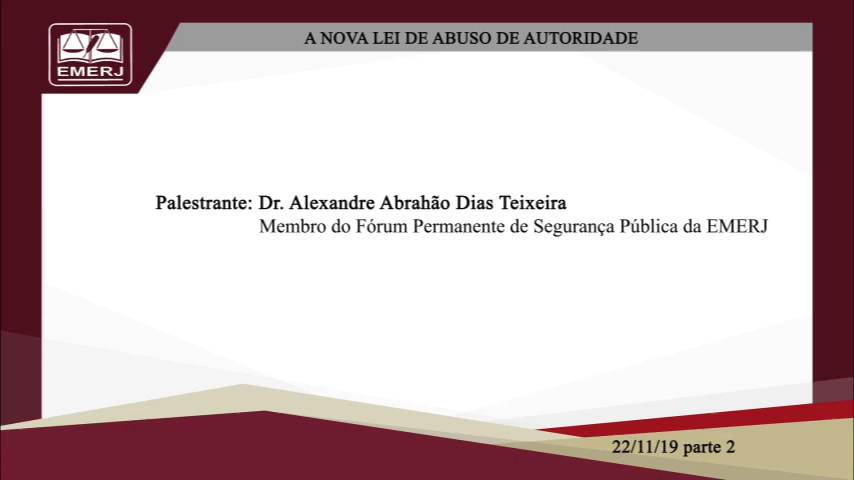 A NOVA LEI DE ABUSO DE AUTORIDADE
EMERJ
Palestrante: Dr. Alexandre Abrahão Dias Teixeira
Membro do Fórum Permanente de Segurança Pública da EMERJ
22/11/19 parte 2